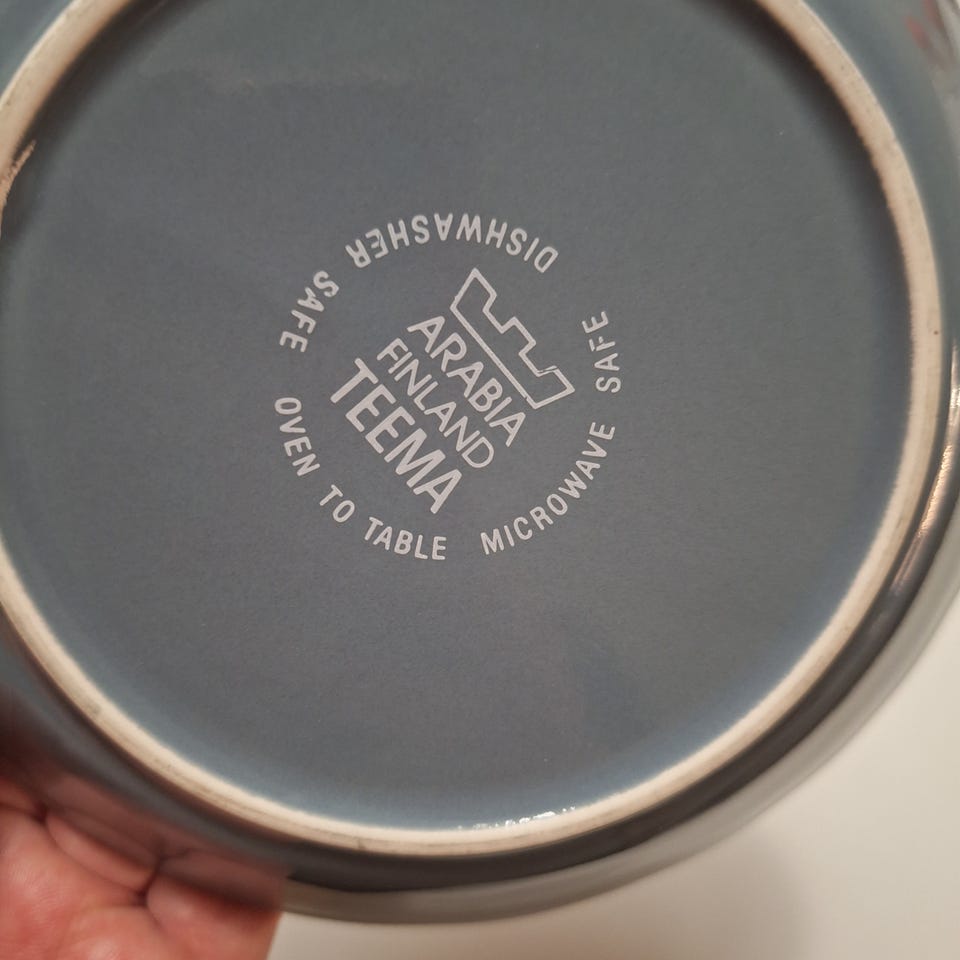 DISHWASHER SAFE
ARABIA
FINLAND
TEEMA
OVEN TO TABLE
MICROWAVE SAFE